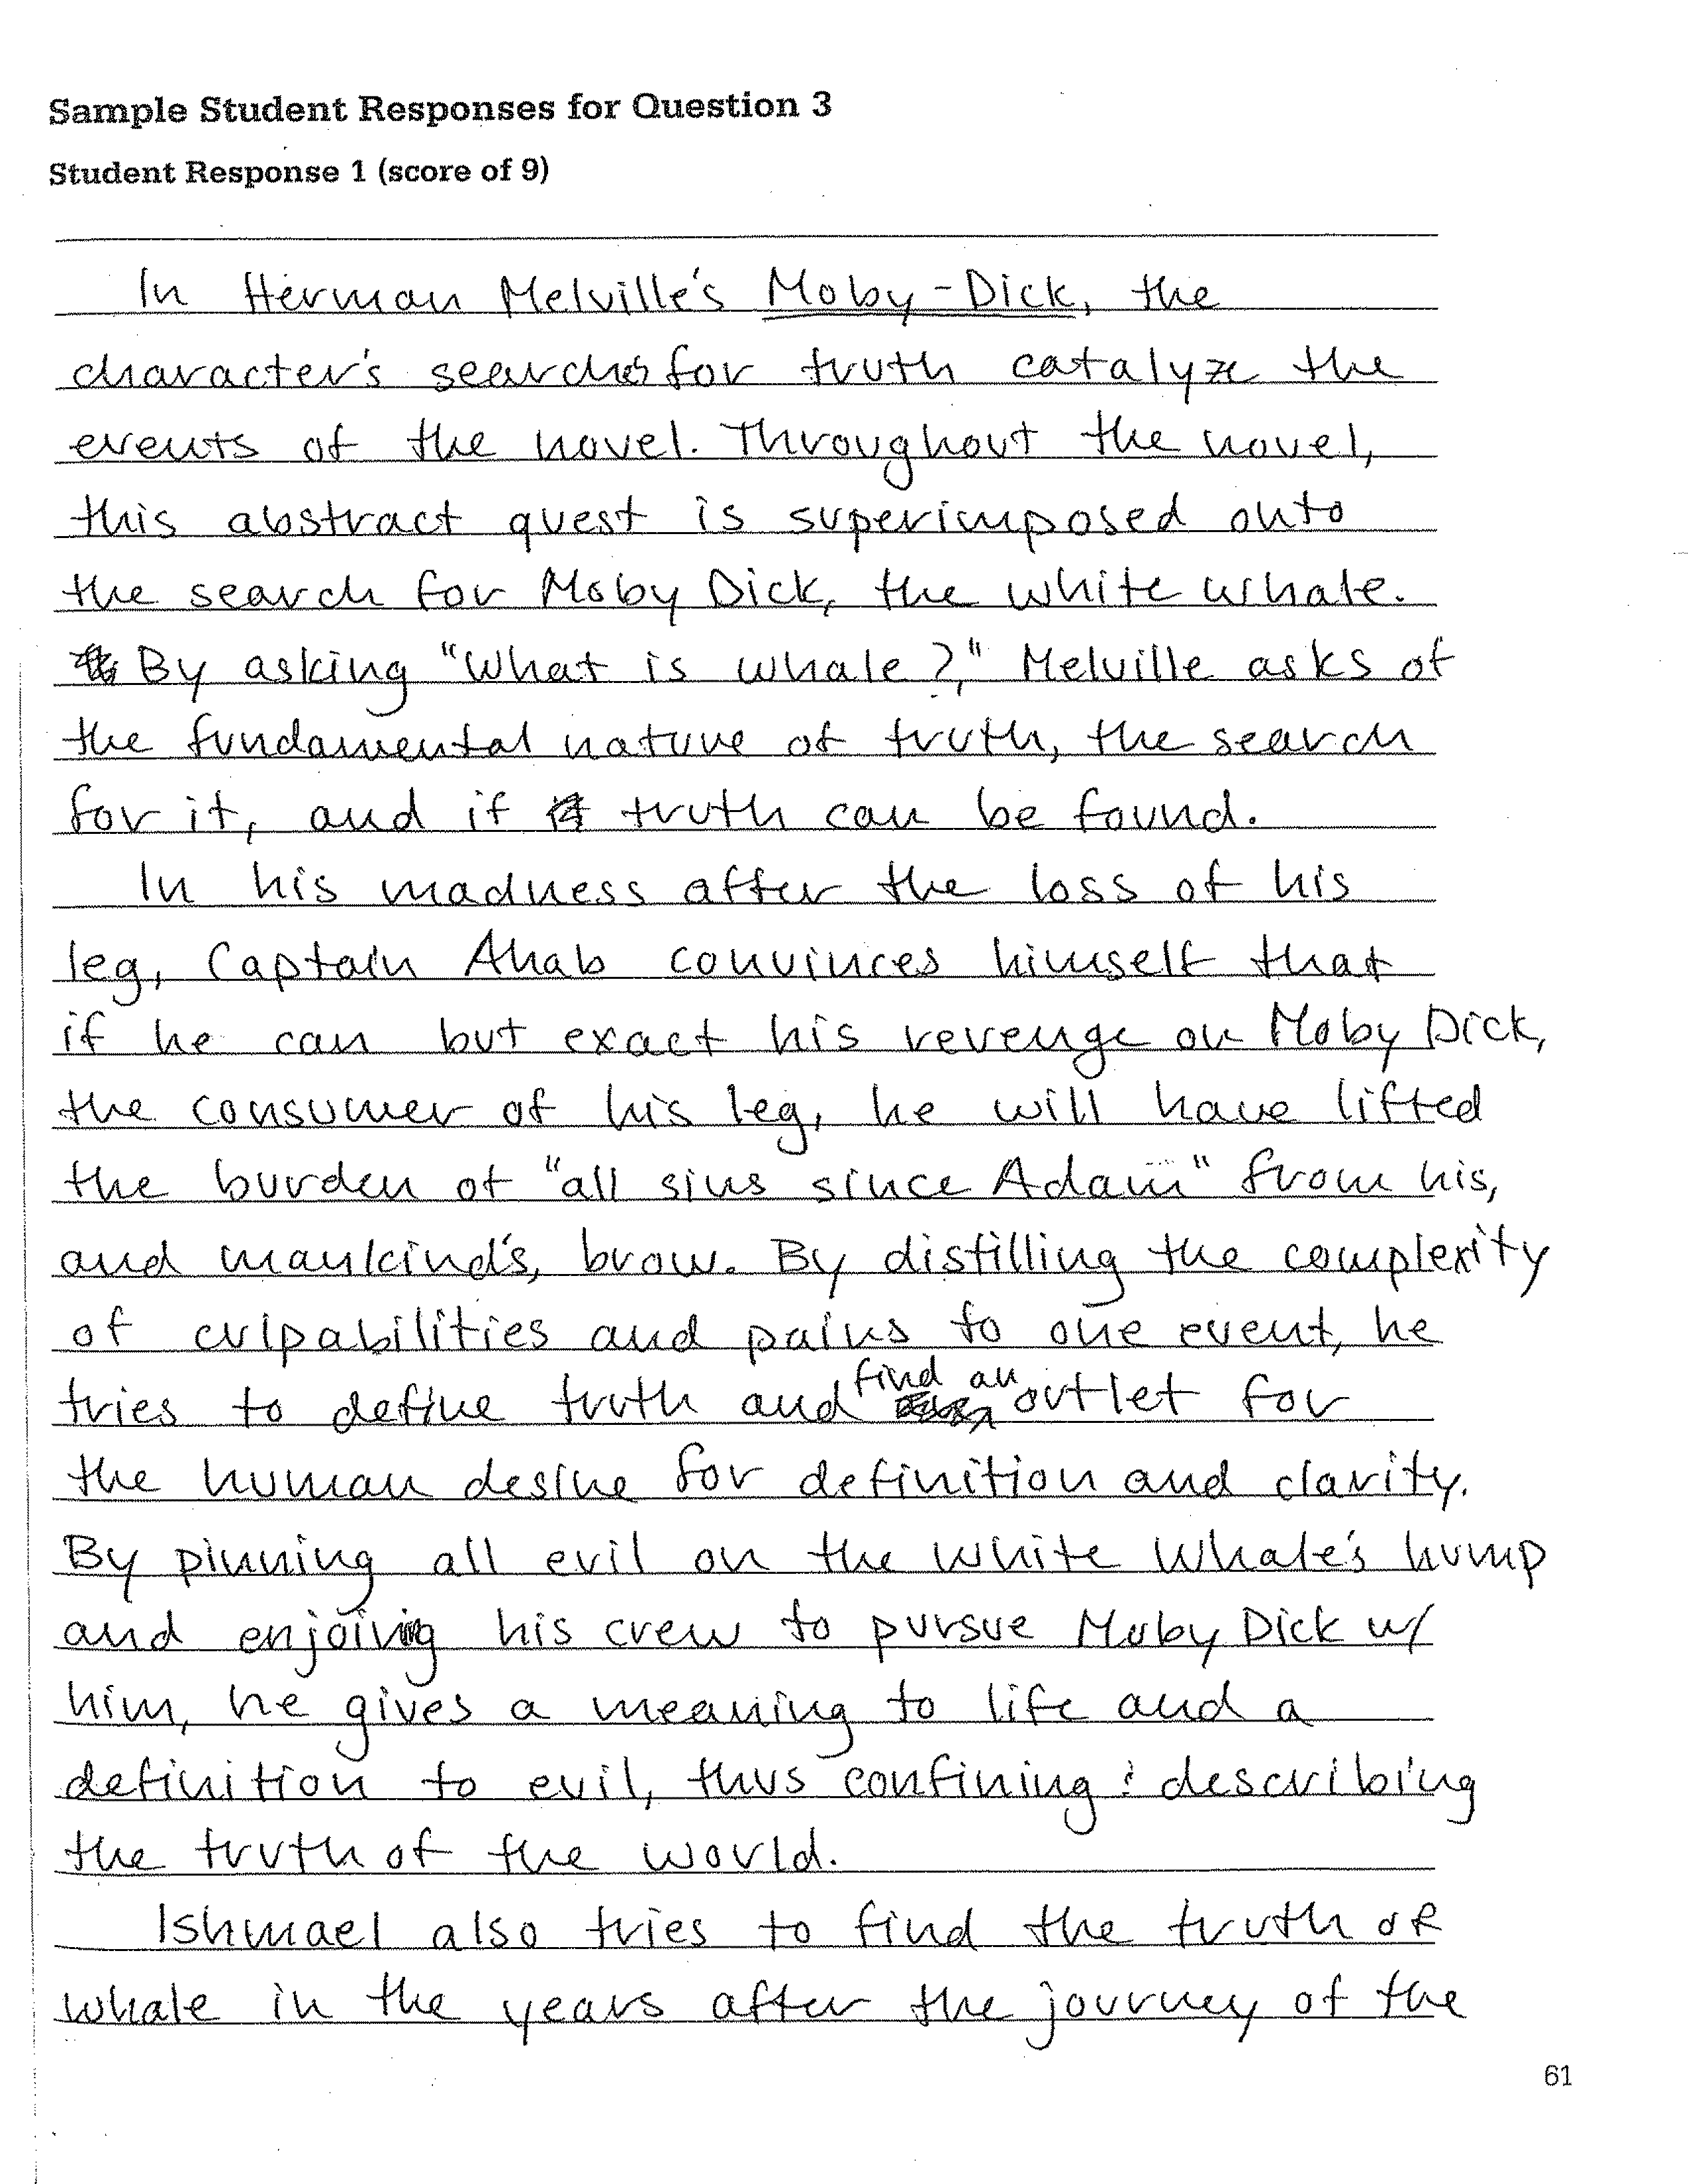 Sample Student Responses for Question 3
Student Response 1 (score of 9)
In Herman Melville's Moby-Dick, the
character's searches for truth catalyze the
events of the novel. Throughout the novel,
this abstract quest is superimposed onto
the search for Moby Dick, the white whale.
By asking "What is whale?," Melville asks of
the fundamental nature of truth, the search
for it, and if truth can be found.
In his madness after the loss of his
leg, Captain Ahab convinces himself that
if he can but exact his revenge on Moby Dick,
the consumer of his leg, he will have lifted
the burden of "all sins since Adam" from his,
and mankind's, brow. By distilling the complexity
of culpabilities and pains to one event, he
tries to define truth and find an outlet for
the human desire for definition and clarity.
By pinning all evil on the White Whale's hump
and enjoing his crew to pursue Moby Dick w/
him, he gives a meaning to life and a
definition to evil, thus confining & describing
the truth of the world.
Ishmael also tries to find the truth of
whale in the years after the journey of the
61